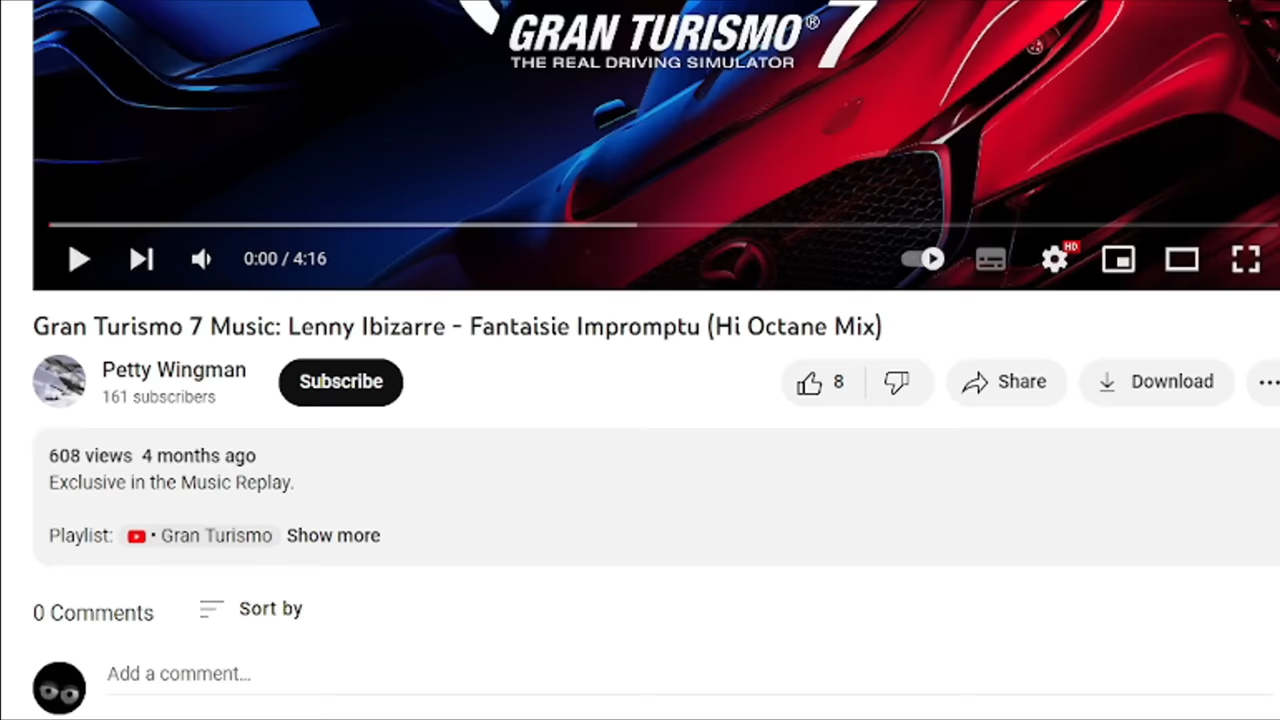 GRAN TURISMO® 7
THE REAL DRIVING SIMULATOR
0:00 / 4:16
HD
Gran Turismo 7 Music: Lenny Ibizarre - Fantaisie Impromptu (Hi Octane Mix)
Petty Wingman
161 subscribers
Subscribe
8
Share
Download
608 views 4 months ago
Exclusive in the Music Replay.
Playlist: • Gran Turismo Show more
0 Comments
Sort by
Add a comment...